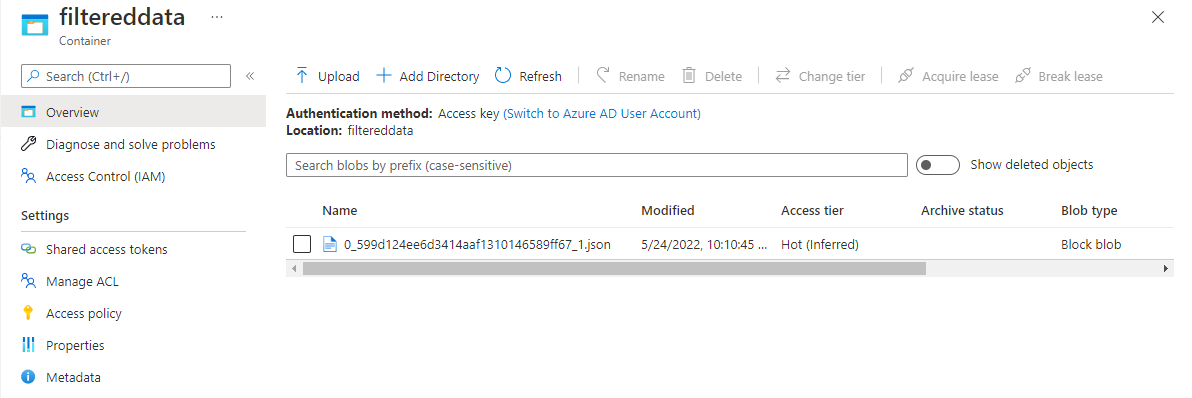 filtereddata ...
Container
Search (Ctrl+/) «
Overview
Diagnose and solve problems
Access Control (IAM)
Settings
Shared access tokens
Manage ACL
Access policy
Properties
Metadata
Upload Add Directory Refresh Rename Delete Change tier Acquire lease Break lease
Authentication method: Access key (Switch to Azure AD User Account)
Location: filtereddata
Search blobs by prefix (case-sensitive) Show deleted objects
Name Modified Access tier Archive status Blob type
0_599d124ee6d3414aaf1310146589ff67_1.json 5/24/2022, 10:10:45 ... Hot (Inferred) Block blob